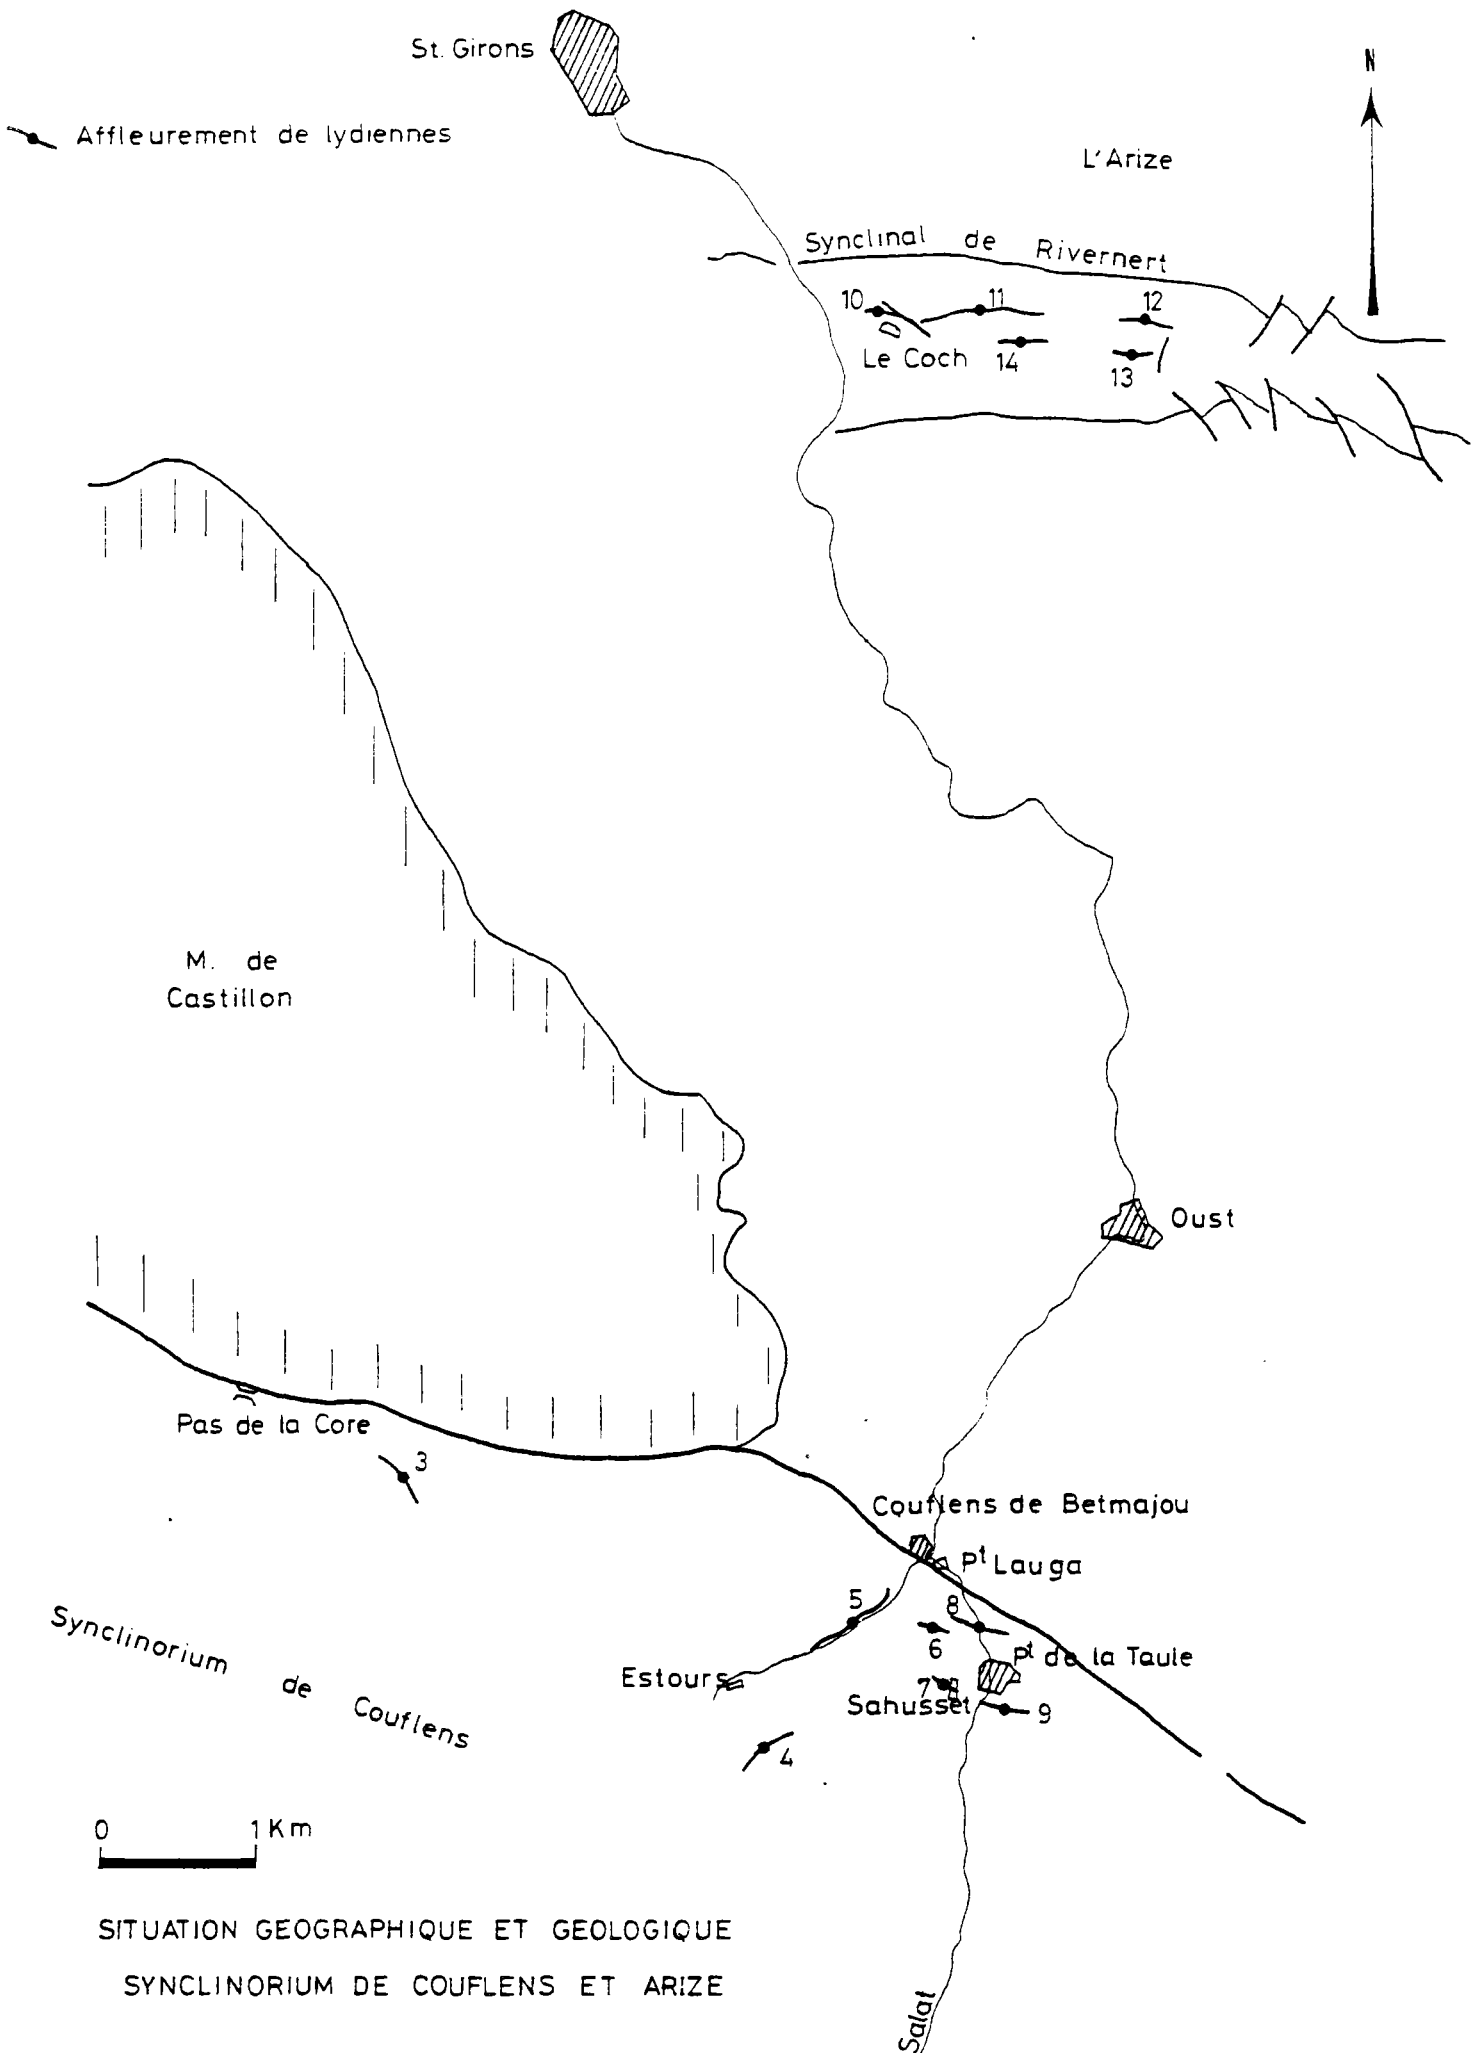 St. Girons
N
Affleurement de lydiennes
L'Arize
Synclinal de Rivernert
10
11
12
Le Coch
14
13
M. de
Castillon
Oust
Pas de la Core
3
Couflens de Betmajou
Pt Lauga
5
8
6
Synclinorium de Couflens
Estours
Pt de la Taule
7
Sahusset
9
4
0 1 Km
SITUATION GEOGRAPHIQUE ET GEOLOGIQUE
SYNCLINORIUM DE COUFLENS ET ARIZE
Salat